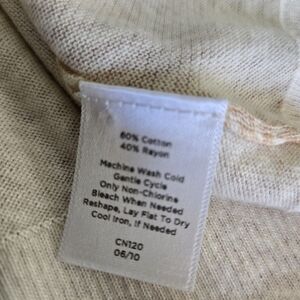 60% Cotton
40% Rayon
Machine Wash Cold
Gentle Cycle
Only Non-Chlorine
Bleach When Needed
Reshape, Lay Flat To Dry
Cool Iron, If Needed
CN120
06/10